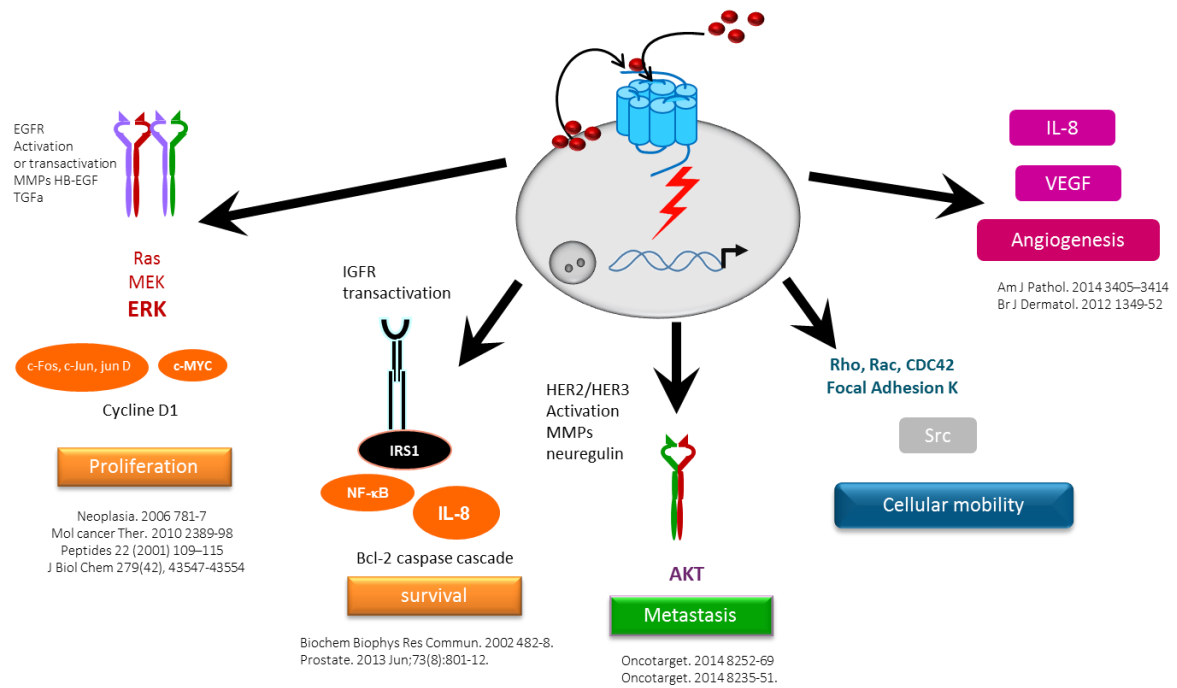 EGFR
Activation
or transactivation
MMPs HB-EGF
TGFa
Ras
MEK
ERK
c-Fos, c-Jun, jun D
c-MYC
Cycline D1
Proliferation
Neoplasia. 2006 781-7
Mol cancer Ther. 2010 2389-98
Peptides 22 (2001) 109–115
J Biol Chem 279(42), 43547-43554
IGFR
transactivation
IRS1
NF-κB
IL-8
Bcl-2 caspase cascade
survival
Biochem Biophys Res Commun. 2002 482-8.
Prostate. 2013 Jun;73(8):801-12.
HER2/HER3
Activation
MMPs
neuregulin
AKT
Metastasis
Oncotarget. 2014 8252-69
Oncotarget. 2014 8235-51.
Rho, Rac, CDC42
Focal Adhesion K
Src
Cellular mobility
IL-8
VEGF
Angiogenesis
Am J Pathol. 2014 3405–3414
Br J Dermatol. 2012 1349-52